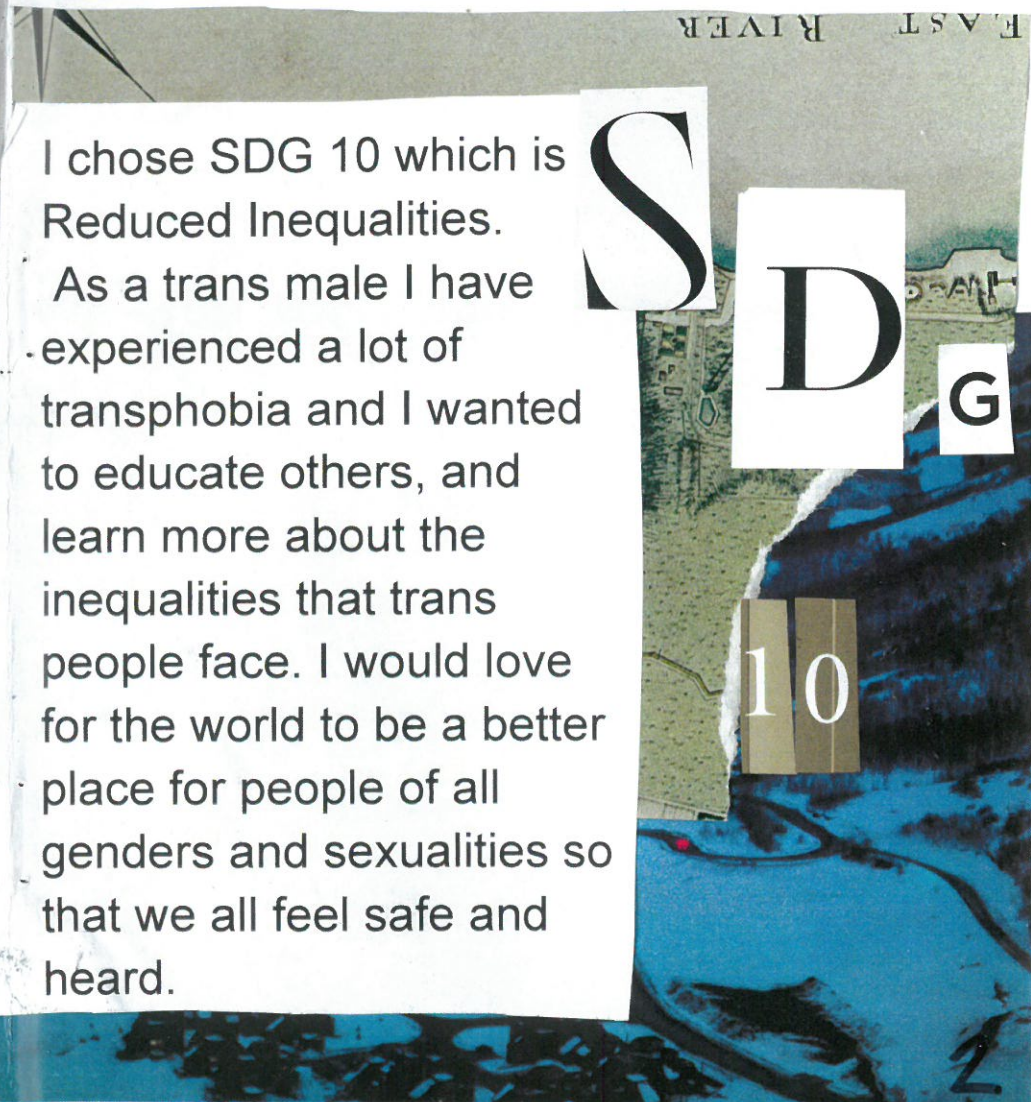 EAST RIVER
I chose SDG 10 which is
Reduced Inequalities.
As a trans male I have
experienced a lot of
transphobia and I wanted
to educate others, and
learn more about the
inequalities that trans
people face. I would love
for the world to be a better
place for people of all
genders and sexualities so
that we all feel safe and
heard.
S
D
G
10
2